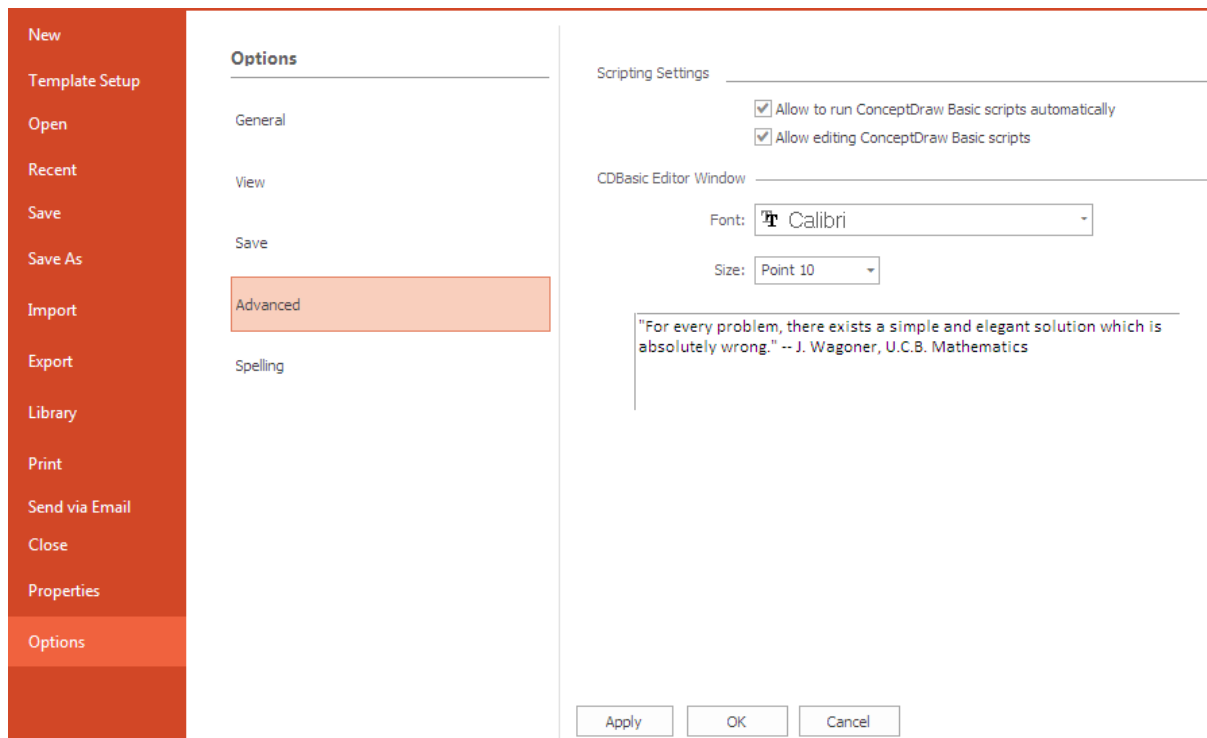 New
Template Setup
Open
Recent
Save
Save As
Import
Export
Library
Print
Send via Email
Close
Properties
Options
Options
General
View
Save
Advanced
Spelling
Scripting Settings
Allow to run ConceptDraw Basic scripts automatically
Allow editing ConceptDraw Basic scripts
CDBasic Editor Window
Font: Calibri
Size: Point 10
"For every problem, there exists a simple and elegant solution which is
absolutely wrong." -- J. Wagoner, U.C.B. Mathematics
Apply OK Cancel